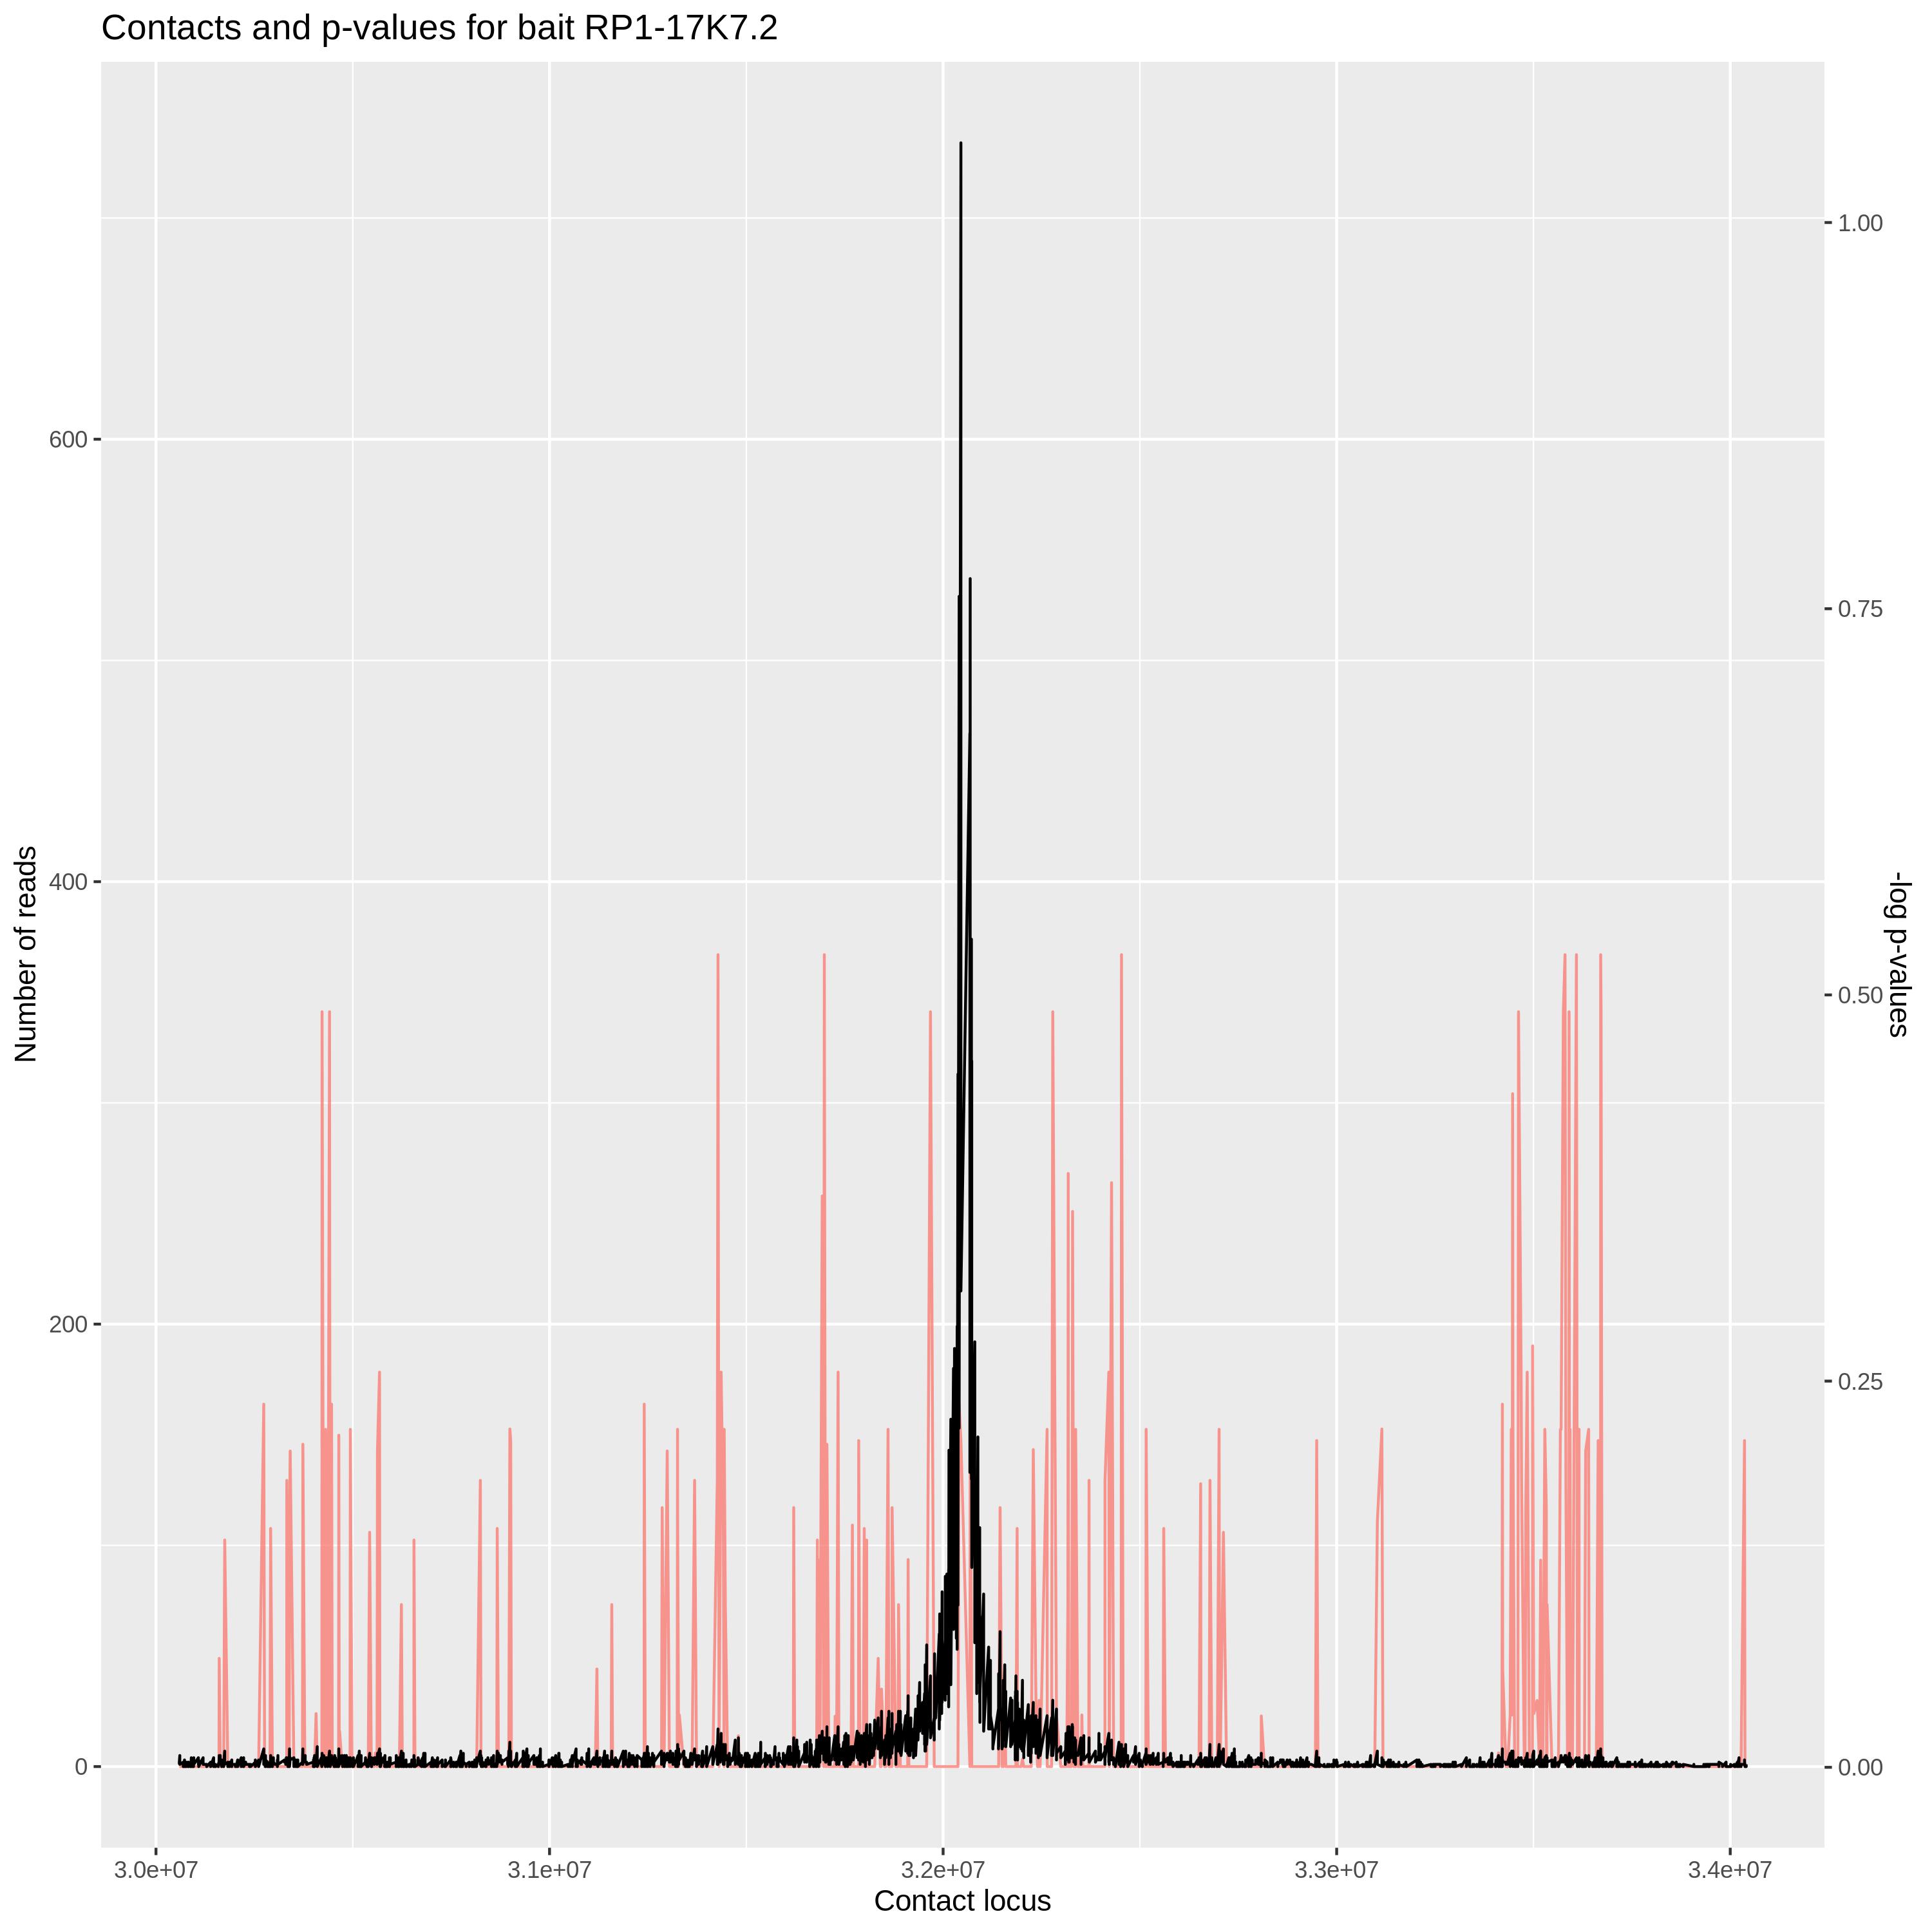 Contacts and p-values for bait RP1-17K7.2
Number of reads
600
400
200
0
1.00
0.75
0.50
0.25
0.00
-log p-values
3.0e+07
3.1e+07
3.2e+07
3.3e+07
3.4e+07
Contact locus